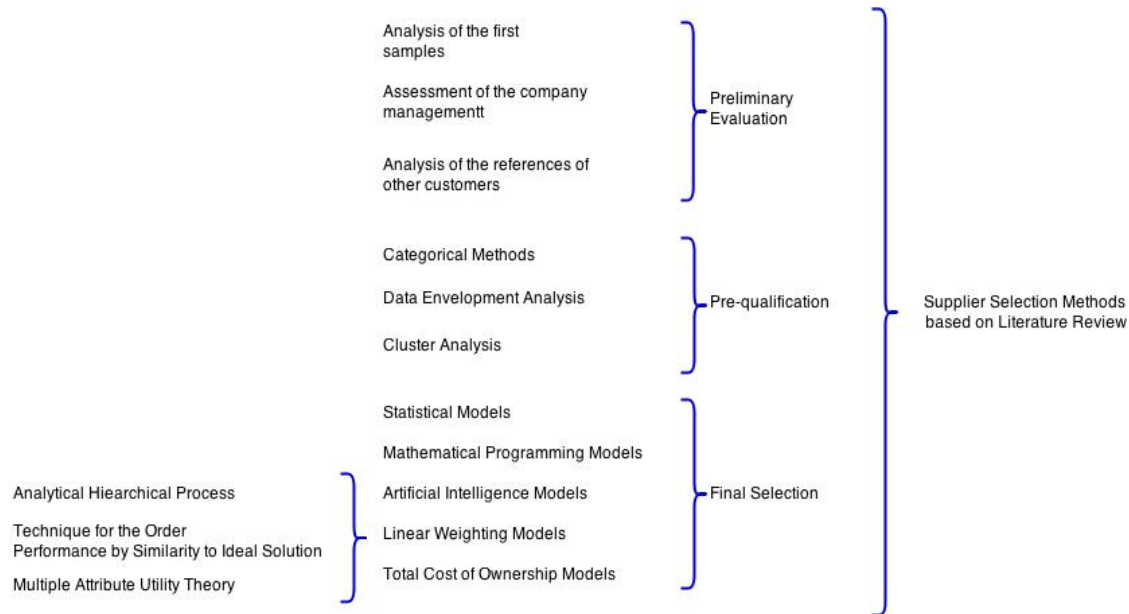 Analysis of the first
samples
Assessment of the company
managementt
Analysis of the references of
other customers
Preliminary
Evaluation
Categorical Methods
Data Envelopment Analysis
Cluster Analysis
Pre-qualification
Supplier Selection Methods
based on Literature Review
Statistical Models
Mathematical Programming Models
Artificial Intelligence Models
Linear Weighting Models
Total Cost of Ownership Models
Final Selection
Analytical Hiearchical Process
Technique for the Order
Performance by Similarity to Ideal Solution
Multiple Attribute Utility Theory